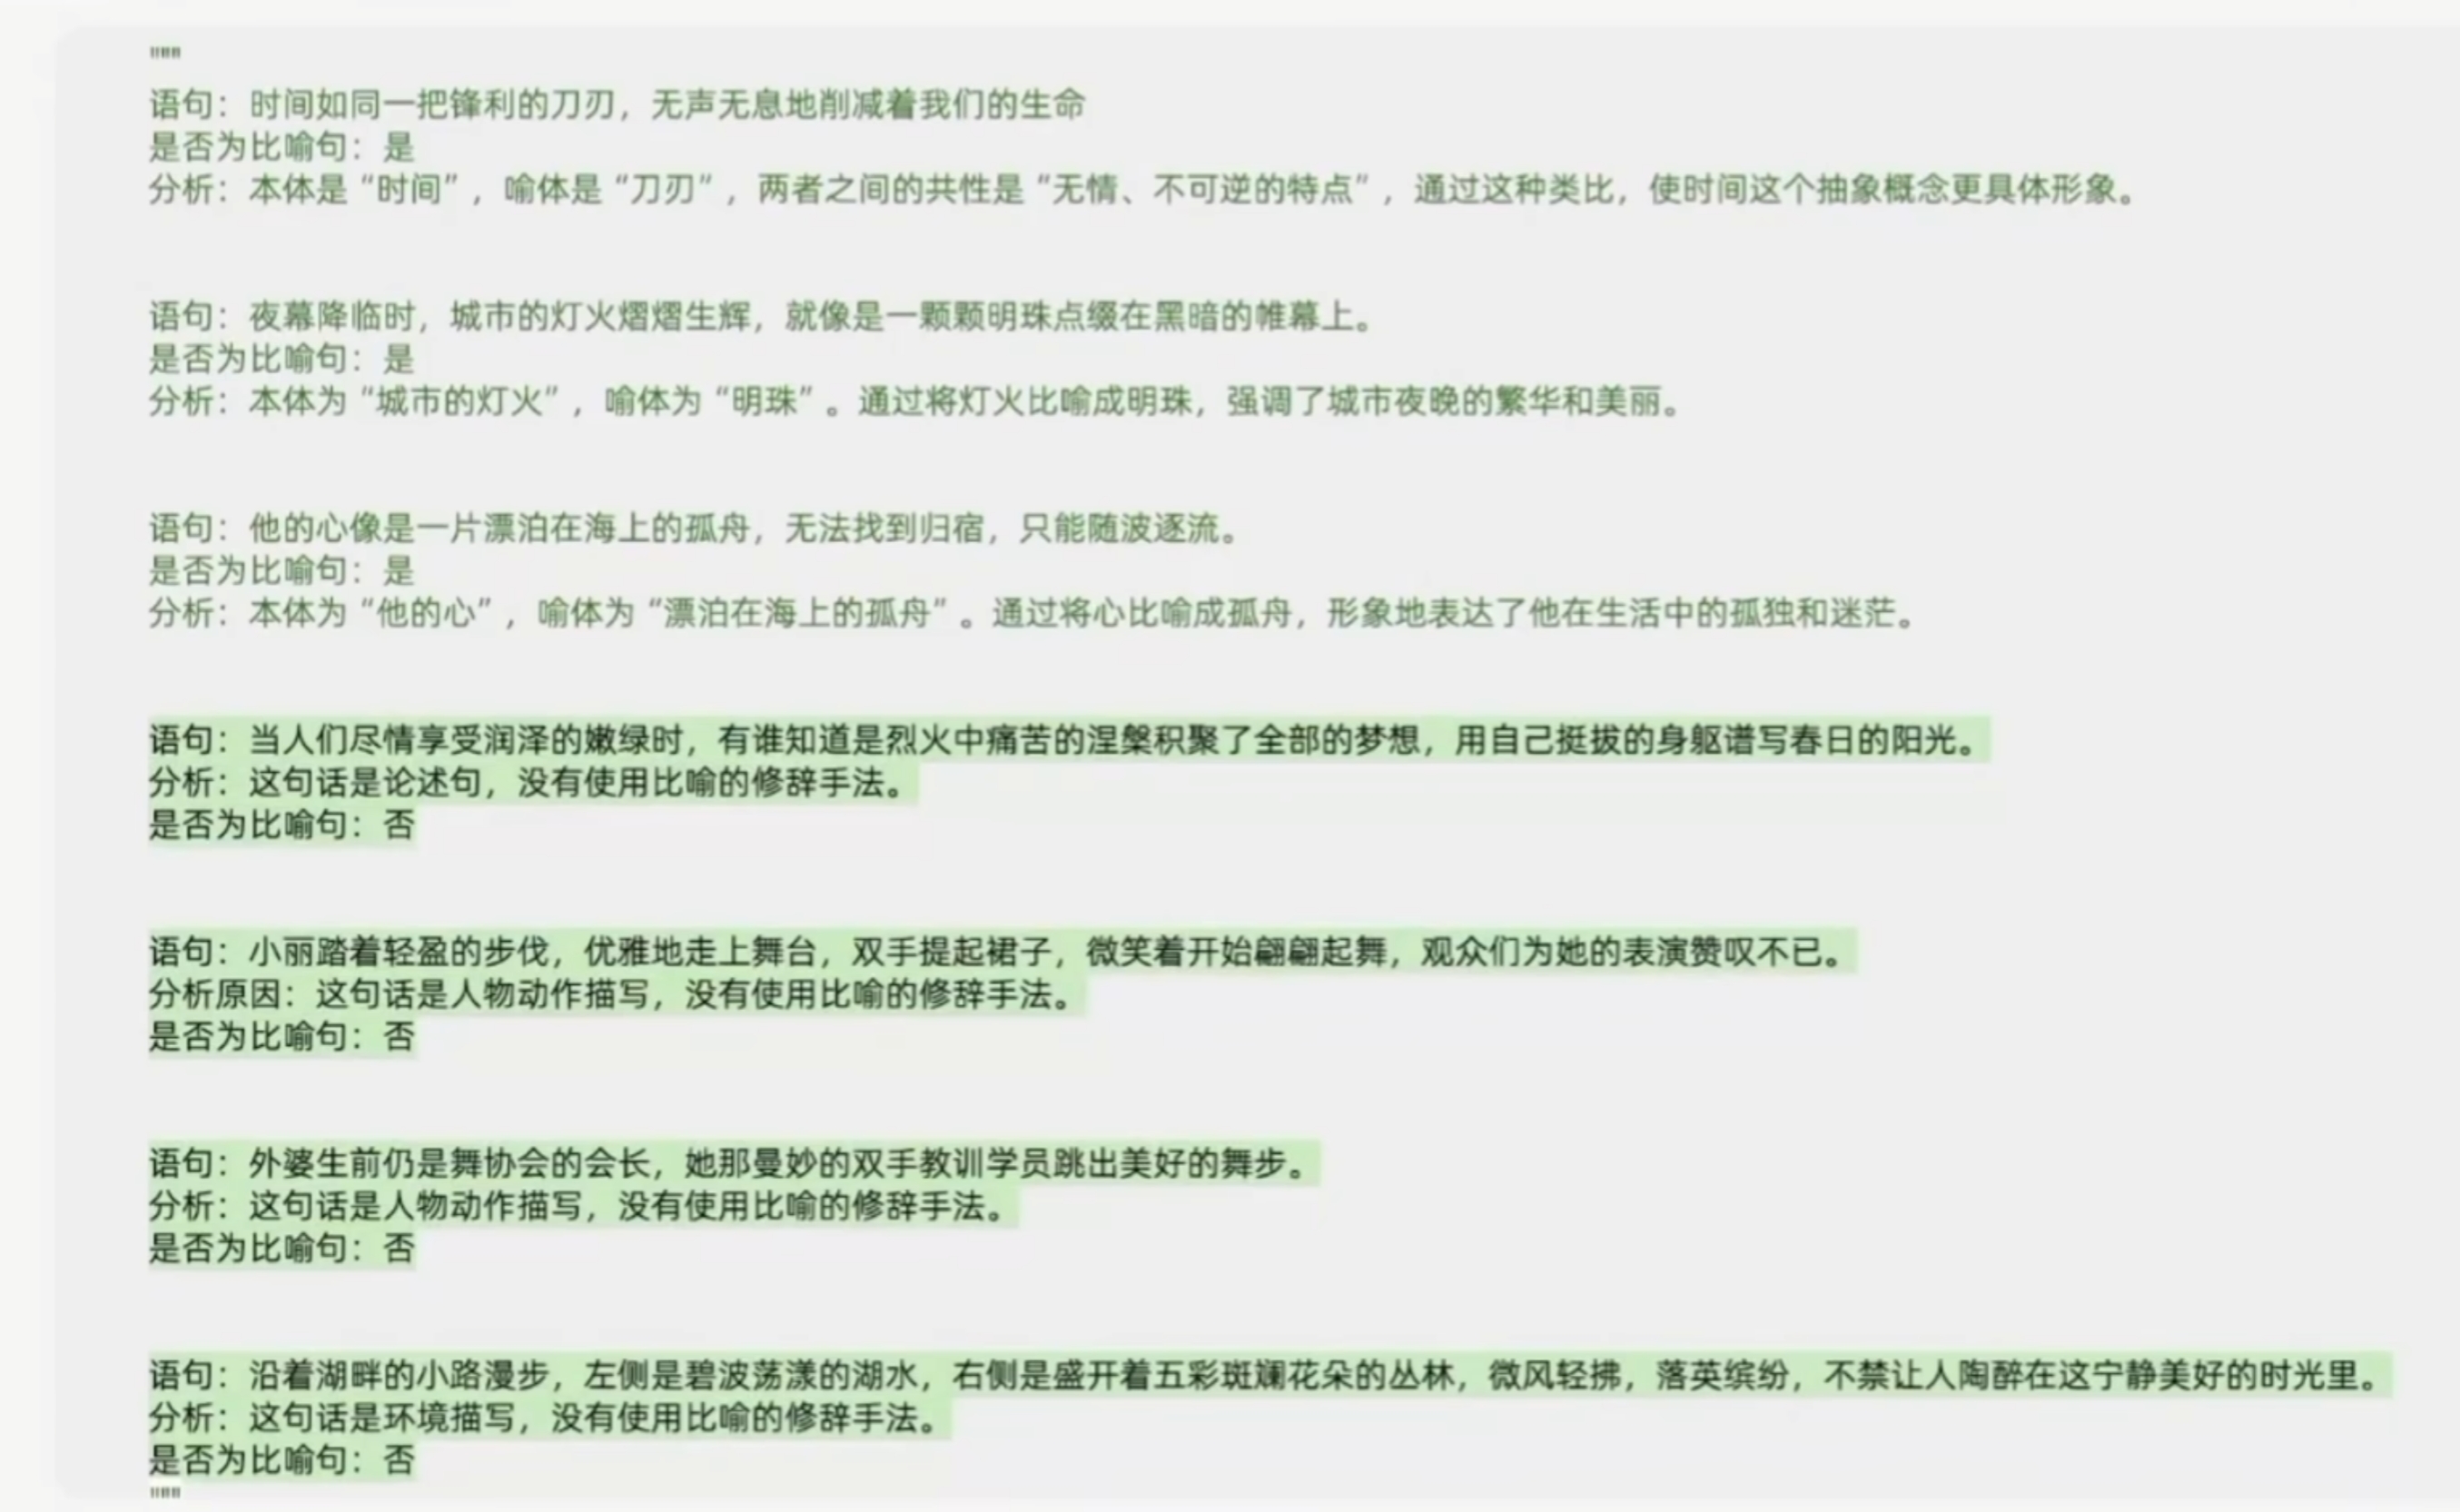 """
语句：时间如同一把锋利的刀刃，无声无息地削减着我们的生命
是否为比喻句：是
分析：本体是“时间”，喻体是“刀刃”，两者之间的共性是“无情、不可逆的特点”，通过这种类比，使时间这个抽象概念更具体形象。
语句：夜幕降临时，城市的灯火熠熠生辉，就像是一颗颗明珠点缀在黑暗的帷幕上。
是否为比喻句：是
分析：本体为“城市的灯火”，喻体为“明珠”。通过将灯火比喻成明珠，强调了城市夜晚的繁华和美丽。
语句：他的心像是一片漂泊在海上的孤舟，无法找到归宿，只能随波逐流。
是否为比喻句：是
分析：本体为“他的心”，喻体为“漂泊在海上的孤舟”。通过将心比喻成孤舟，形象地表达了他在生活中的孤独和迷茫。
语句：当人们尽情享受润泽的嫩绿时，有谁知道是烈火中痛苦的涅槃积聚了全部的梦想，用自己挺拔的身躯谱写春日的阳光。
分析：这句话是论述句，没有使用比喻的修辞手法。
是否为比喻句：否
语句：小丽踏着轻盈的步伐，优雅地走上舞台，双手提起裙子，微笑着开始翩翩起舞，观众们为她的表演赞叹不已。
分析原因：这句话是人物动作描写，没有使用比喻的修辞手法。
是否为比喻句：否
语句：外婆生前仍是舞协会的会长，她那曼妙的双手教训学员跳出美好的舞步。
分析：这句话是人物动作描写，没有使用比喻的修辞手法。
是否为比喻句：否
语句：沿着湖畔的小路漫步，左侧是碧波荡漾的湖水，右侧是盛开着五彩斑斓花朵的丛林，微风轻拂，落英缤纷，不禁让人陶醉在这宁静美好的时光里。
分析：这句话是环境描写，没有使用比喻的修辞手法。
是否为比喻句：否
"""